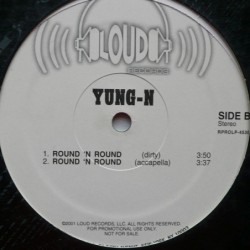 LOUD
YUNG-N
SIDE B
Stereo
1. ROUND 'N ROUND (dirty) 3:50
2. ROUND 'N ROUND (accapella) 3:37
©2001 LOUD RECORDS, LLC. ALL RIGHTS RESERVED.
FOR PROMOTIONAL USE ONLY.
NOT FOR SALE.